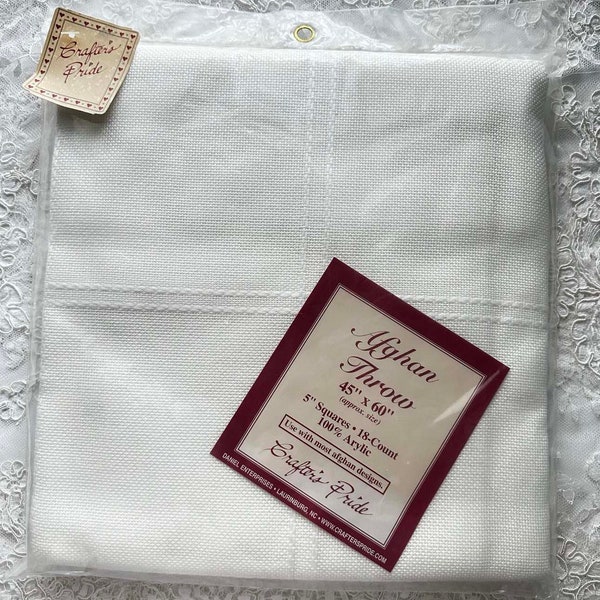 Crafter's
Pride
Afghan
Throw
45" x 60"
(approx. size)
5" Squares • 18-Count
100% Arylic
Use with most afghan designs.
Crafter's Pride
DANIEL ENTERPRISES • LAURINBURG, NC • WWW.CRAFTERSPRIDE.COM